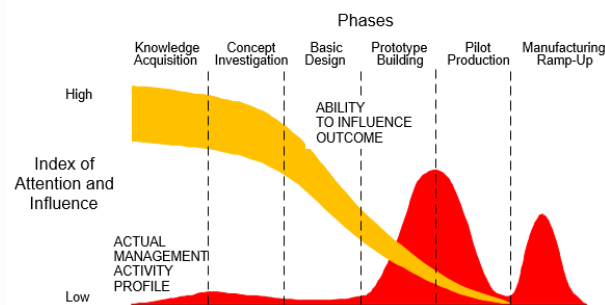 Phases
Knowledge Acquisition
Concept Investigation
Basic Design
Prototype Building
Pilot Production
Manufacturing Ramp-Up
High
ABILITY
TO INFLUENCE
OUTCOME
Index of
Attention and
Influence
ACTUAL
MANAGEMENT
ACTIVITY
PROFILE
Low